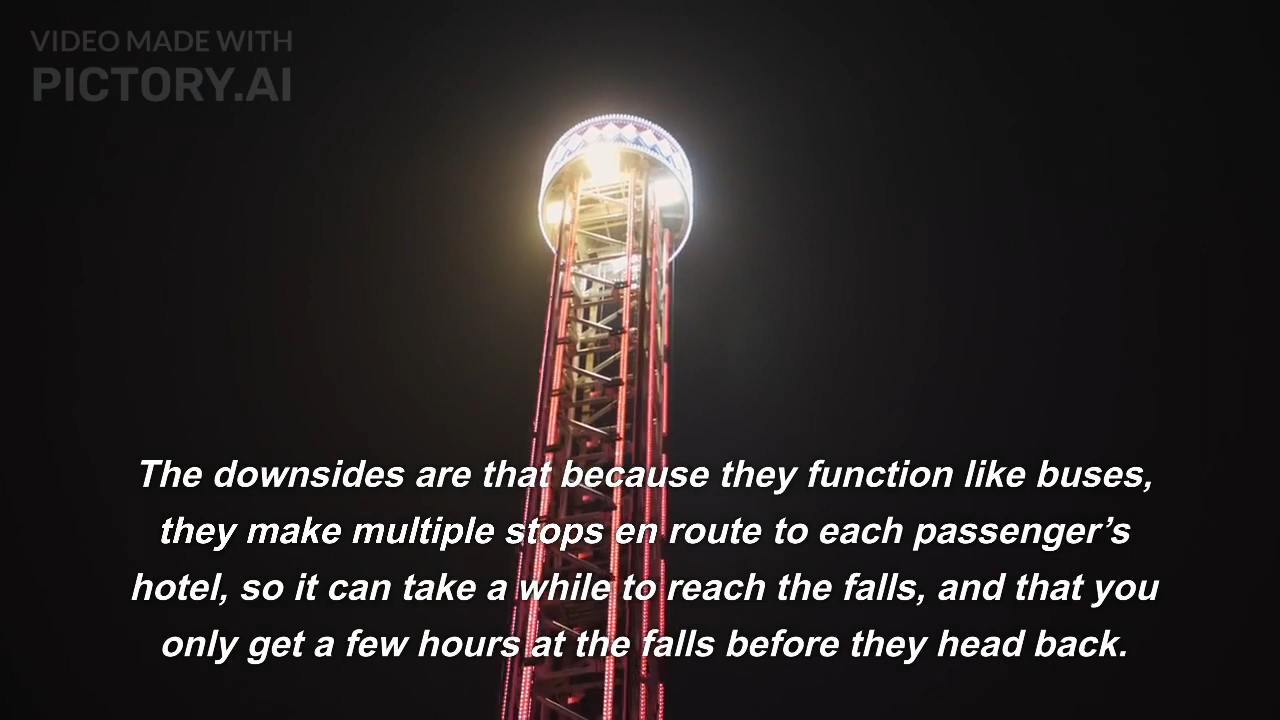 VIDEO MADE WITH
PICTORY.AI
The downsides are that because they function like buses,
they make multiple stops en route to each passenger’s
hotel, so it can take a while to reach the falls, and that you
only get a few hours at the falls before they head back.